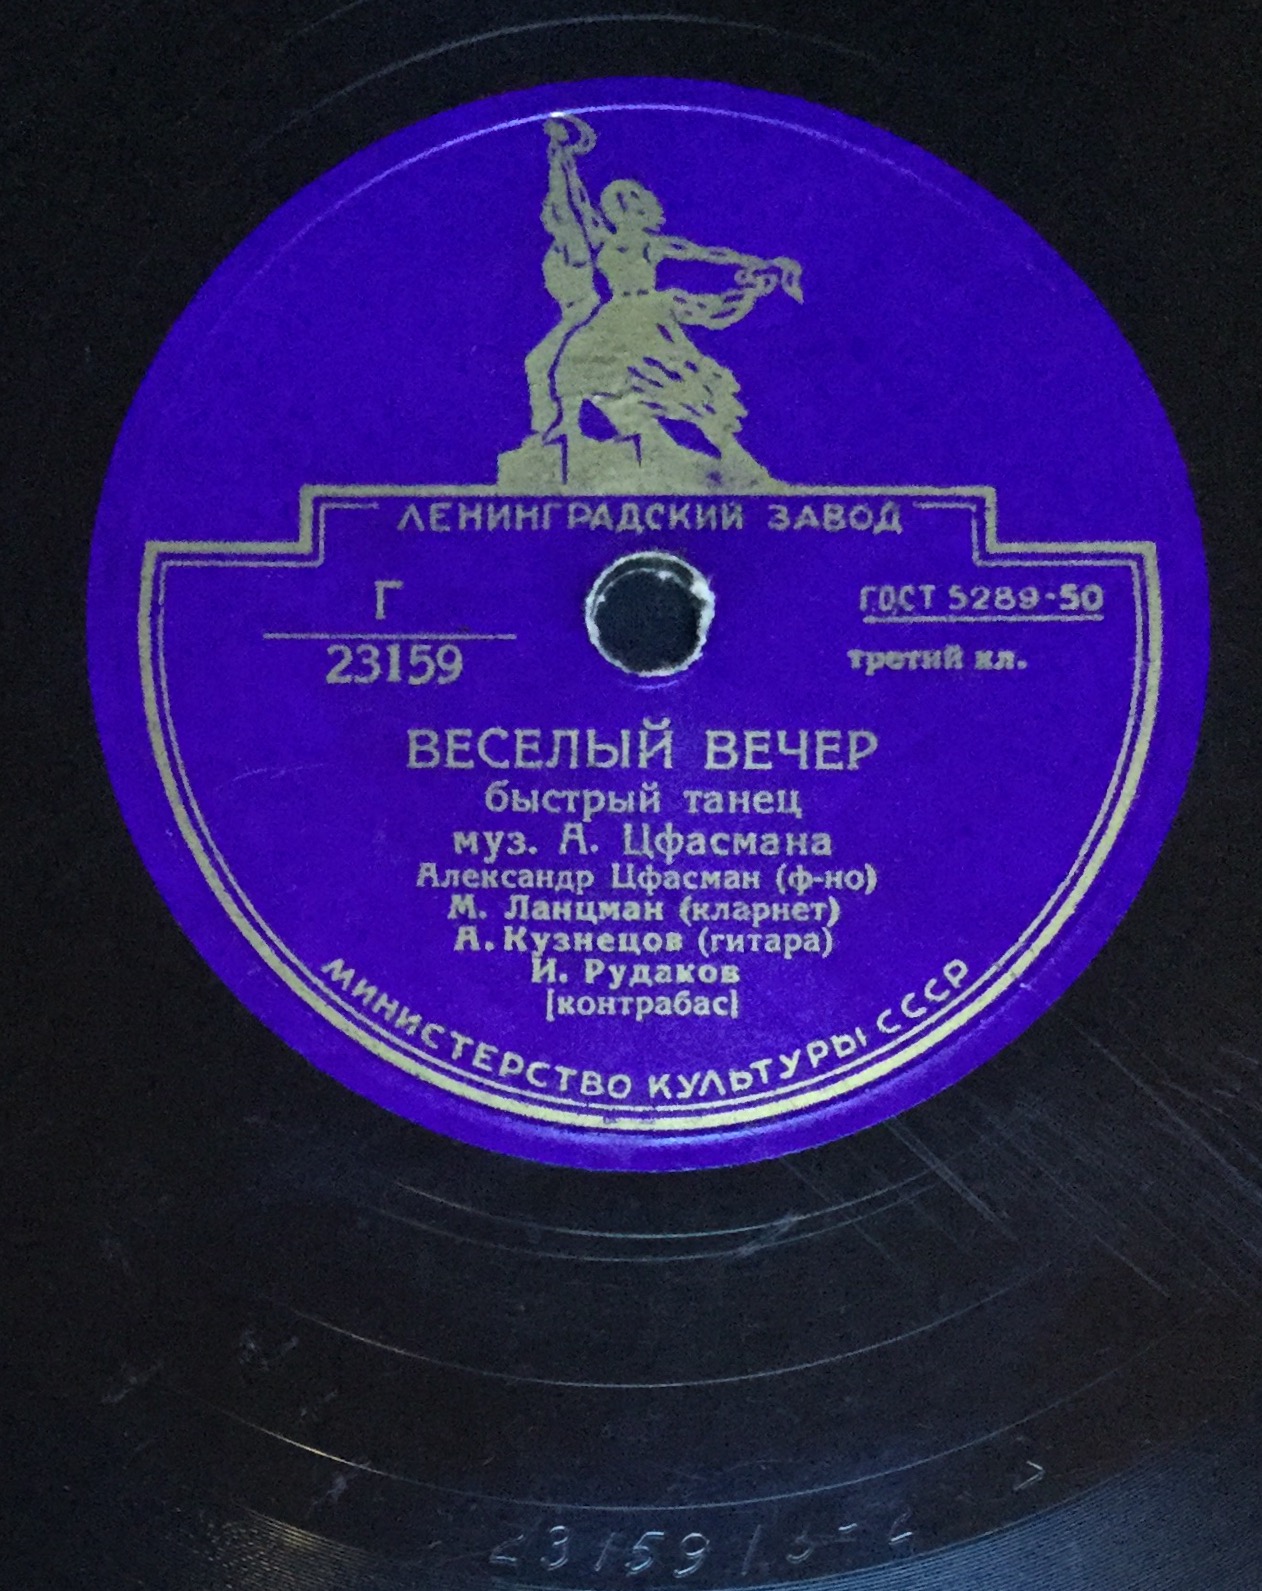 ЛЕНИНГРАДСКИЙ ЗАВОД
Г
23159
ГОСТ 5289-50
третий кл.
ВЕСЕЛЫЙ ВЕЧЕР
быстрый танец
муз. А. Цфасмана
Александр Цфасман (ф-но)
М. Ланцман (кларнет)
А. Кузнецов (гитара)
И. Рудаков
[контрабас]
МИНИСТЕРСТВО КУЛЬТУРЫ СССР
23159